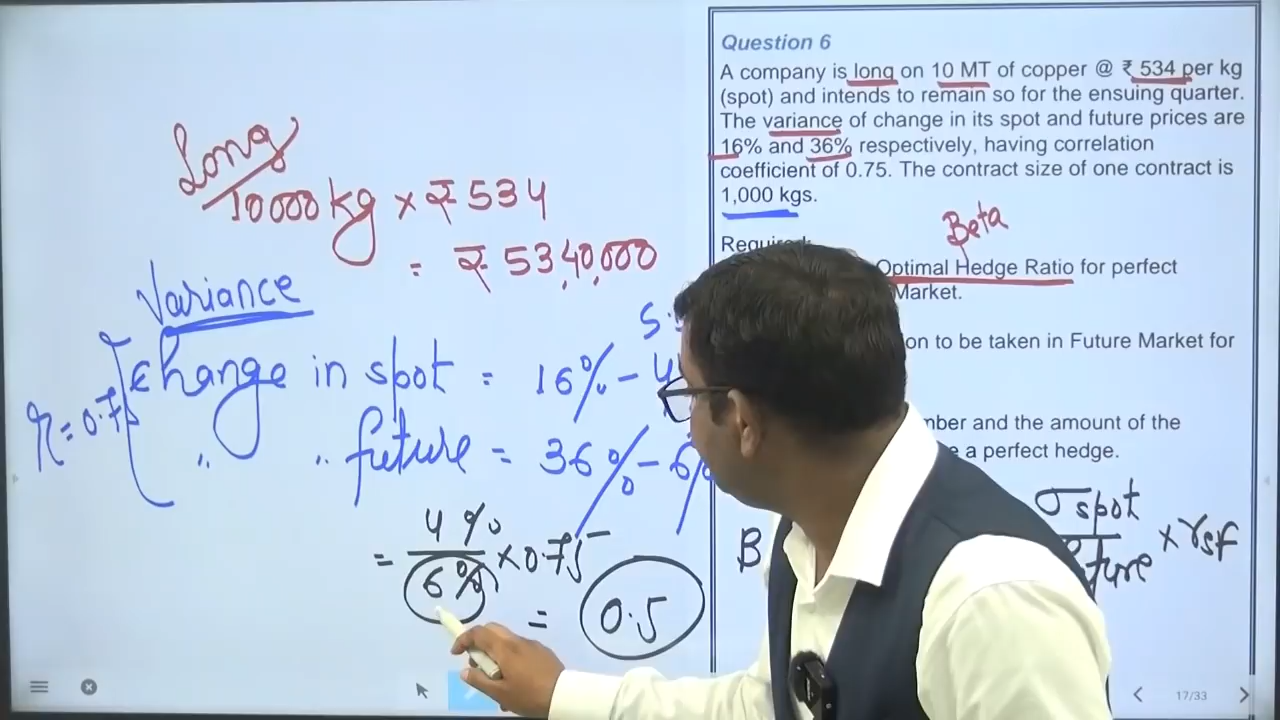 Question 6
A company is long on 10 MT of copper @ ₹ 534 per kg
(spot) and intends to remain so for the ensuing quarter.
The variance of change in its spot and future prices are
16% and 36% respectively, having correlation
coefficient of 0.75. The contract size of one contract is
1,000 kgs.
Beta
Optimal Hedge Ratio for perfect
Market.
on to be taken in Future Market for
and the amount of the
a perfect hedge.
Long
10000 kg × ₹ 534
= ₹ 53,40,000
Variance
change in spot = 16% - 4
r = 0.75
" " future = 36% - 6%
= 4% / 6% × 0.75
= 0.5
B σ spot × rsf
17/33